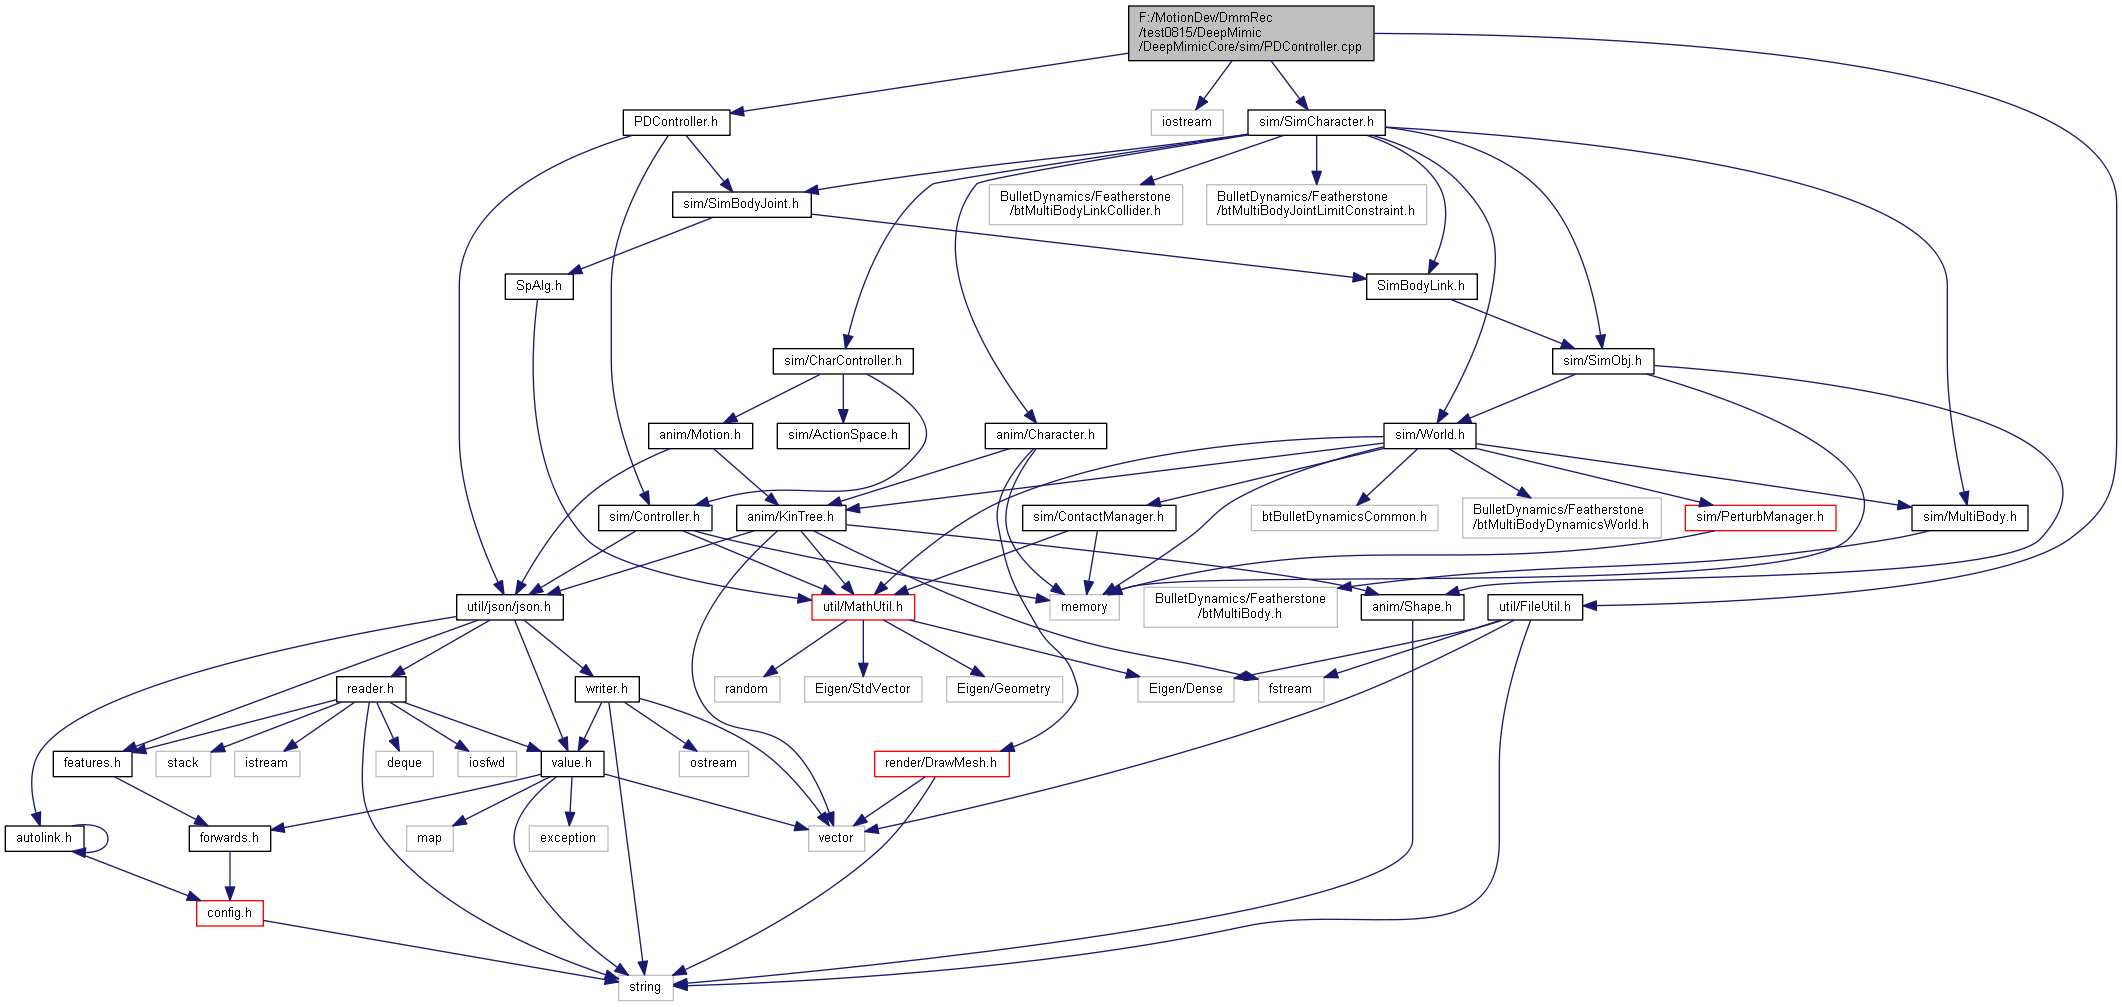 F:/MotionDev/DmmRec
/test0815/DeepMimic
/DeepMimicCore/sim/PDController.cpp
PDController.h
iostream
sim/SimCharacter.h
sim/SimBodyJoint.h
BulletDynamics/Featherstone
/btMultiBodyLinkCollider.h
BulletDynamics/Featherstone
/btMultiBodyJointLimitConstraint.h
SpAlg.h
SimBodyLink.h
sim/CharController.h
sim/SimObj.h
anim/Motion.h
sim/ActionSpace.h
anim/Character.h
sim/World.h
sim/Controller.h
anim/KinTree.h
sim/ContactManager.h
btBulletDynamicsCommon.h
BulletDynamics/Featherstone
/btMultiBodyDynamicsWorld.h
sim/PerturbManager.h
sim/MultiBody.h
util/json/json.h
util/MathUtil.h
memory
BulletDynamics/Featherstone
/btMultiBody.h
anim/Shape.h
util/FileUtil.h
reader.h
writer.h
random
Eigen/StdVector
Eigen/Geometry
Eigen/Dense
fstream
features.h
stack
istream
deque
iosfwd
value.h
ostream
render/DrawMesh.h
autolink.h
forwards.h
map
exception
vector
config.h
string